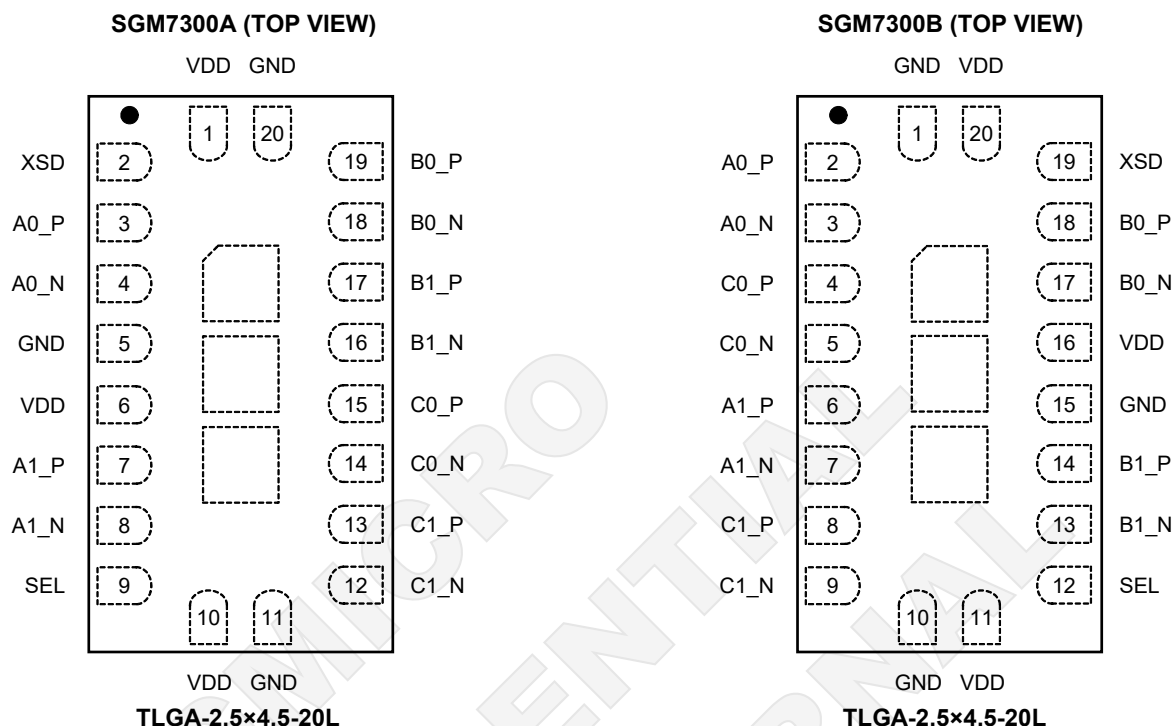 SGM7300A (TOP VIEW)
VDD GND
1 20
XSD 2 19 B0_P
A0_P 3 18 B0_N
A0_N 4 17 B1_P
GND 5 16 B1_N
VDD 6 15 C0_P
A1_P 7 14 C0_N
A1_N 8 13 C1_P
SEL 9 12 C1_N
10 11
VDD GND
TLGA-2.5×4.5-20L
SGM7300B (TOP VIEW)
GND VDD
1 20
A0_P 2 19 XSD
A0_N 3 18 B0_P
C0_P 4 17 B0_N
C0_N 5 16 VDD
A1_P 6 15 GND
A1_N 7 14 B1_P
C1_P 8 13 B1_N
C1_N 9 12 SEL
10 11
GND VDD
TLGA-2.5×4.5-20L